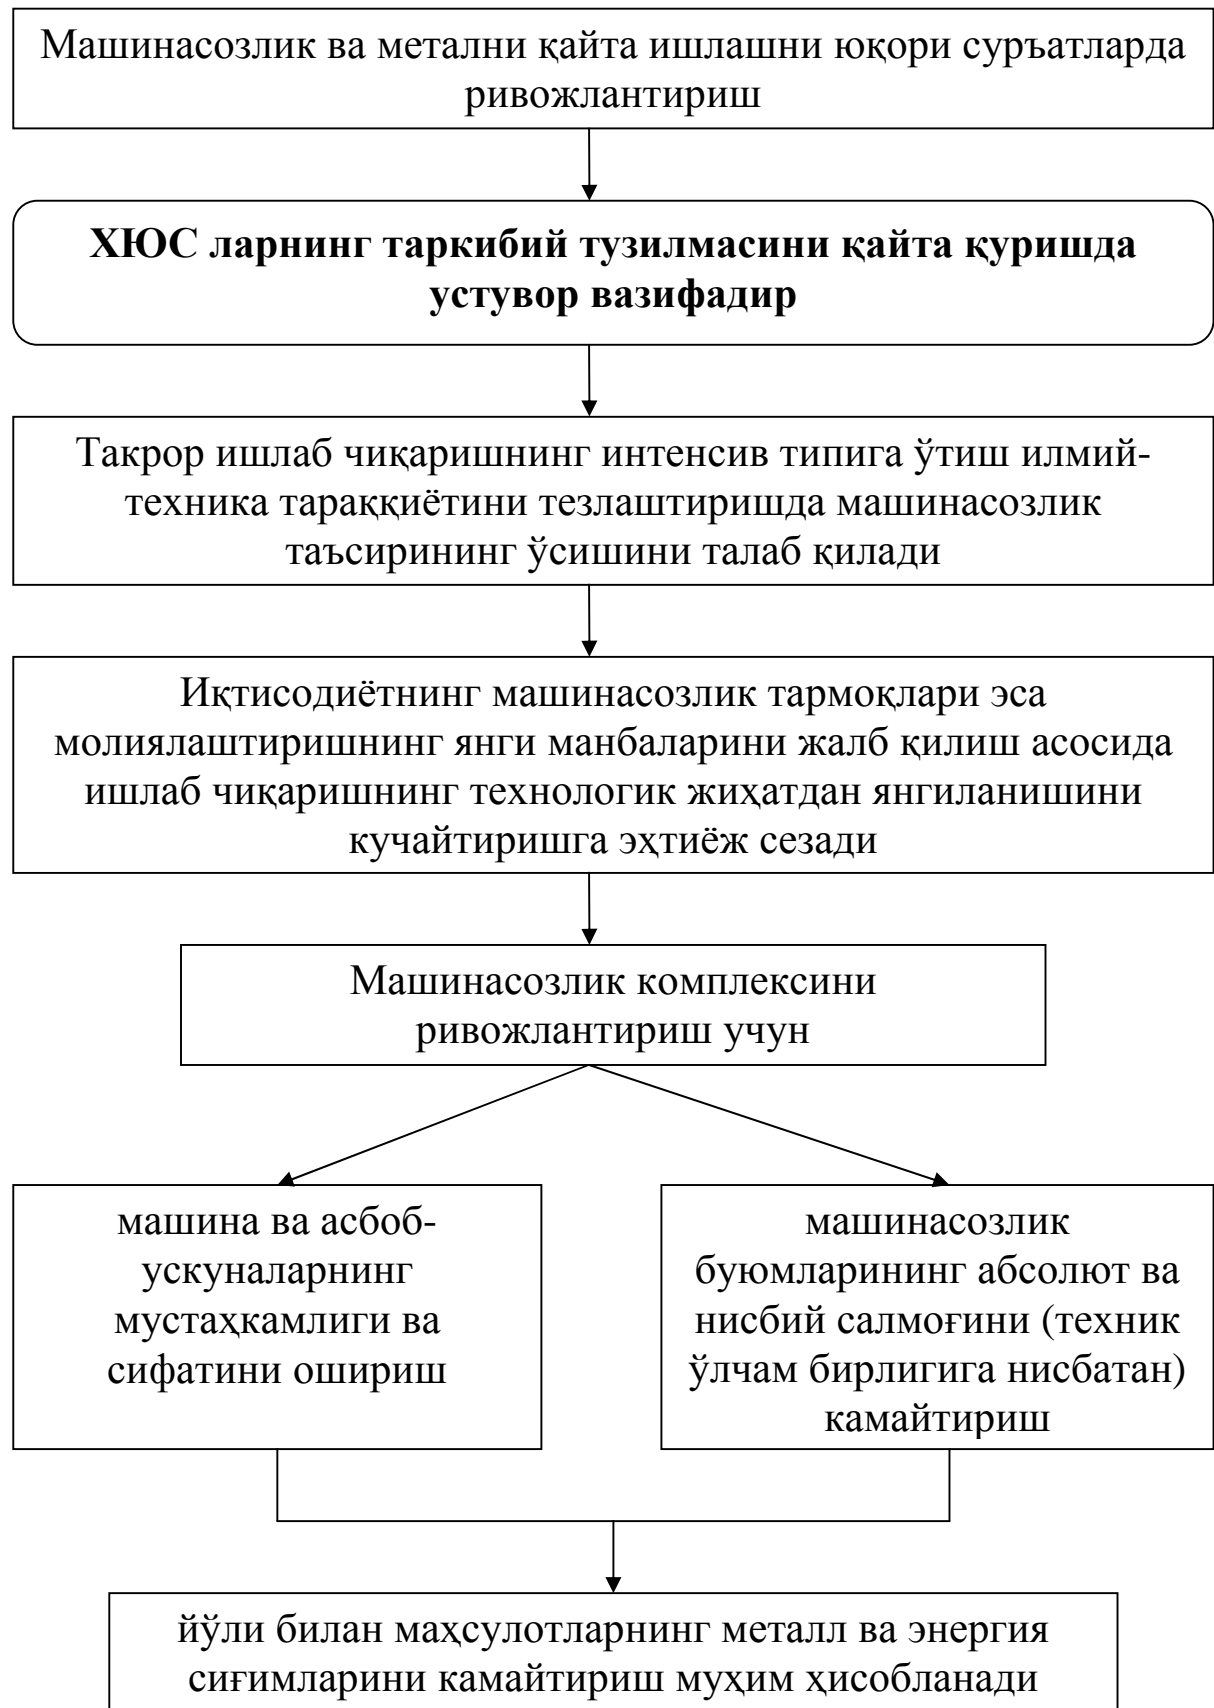 Машинасозлик ва метални қайта ишлашни юқори суръатларда
ривожлантириш
ХЮС ларнинг таркибий тузилмасини қайта қуришда
устувор вазифадир
Такрор ишлаб чиқаришнинг интенсив типига ўтиш илмий-
техника тараққиётини тезлаштиришда машинасозлик
таъсирининг ўсишини талаб қилади
Иқтисодиётнинг машинасозлик тармоқлари эса
молиялаштиришнинг янги манбаларини жалб қилиш асосида
ишлаб чиқаришнинг технологик жиҳатдан янгиланишини
кучайтиришга эҳтиёж сезади
Машинасозлик комплексини
ривожлантириш учун
машина ва асбоб-
ускуналарнинг
мустаҳкамлиги ва
сифатини ошириш
машинасозлик
буюмларининг абсолют ва
нисбий салмоғини (техник
ўлчам бирлигига нисбатан)
камайтириш
йўли билан маҳсулотларнинг металл ва энергия
сиғимларини камайтириш муҳим ҳисобланади